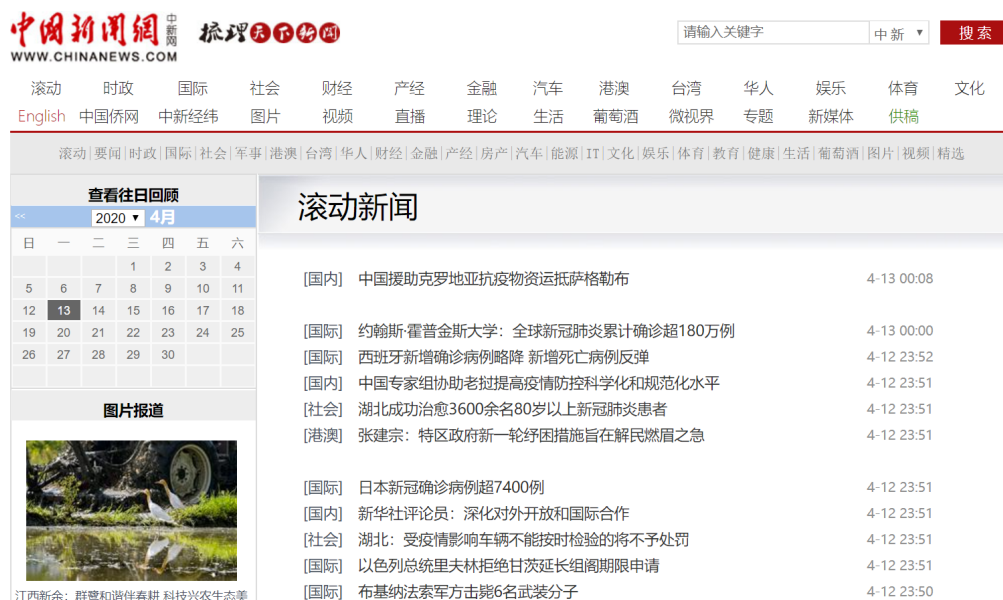 中国新闻網 中新网 梳理天下新闻
WWW.CHINANEWS.COM
请输入关键字 中新 ▼ 搜索
滚动 时政 国际 社会 财经 产经 金融 汽车 港澳 台湾 华人 娱乐 体育 文化
English 中国侨网 中新经纬 图片 视频 直播 理论 生活 葡萄酒 微视界 专题 新媒体 供稿
滚动|要闻|时政|国际|社会|军事|港澳|台湾|华人|财经|金融|产经|房产|汽车|能源|IT|文化|娱乐|体育|教育|健康|生活|葡萄酒|图片|视频|精选
查看往日回顾
<< 2020 ▼ 4月
日 一 二 三 四 五 六
1 2 3 4
5 6 7 8 9 10 11
12 13 14 15 16 17 18
19 20 21 22 23 24 25
26 27 28 29 30
图片报道
江西新余：群鹭和谐伴春耕 科技兴农生态美
滚动新闻
[国内] 中国援助克罗地亚抗疫物资运抵萨格勒布 4-13 00:08
[国际] 约翰斯·霍普金斯大学：全球新冠肺炎累计确诊超180万例 4-13 00:00
[国际] 西班牙新增确诊病例略降 新增死亡病例反弹 4-12 23:52
[国内] 中国专家组协助老挝提高疫情防控科学化和规范化水平 4-12 23:51
[社会] 湖北成功治愈3600余名80岁以上新冠肺炎患者 4-12 23:51
[港澳] 张建宗：特区政府新一轮纾困措施旨在解民燃眉之急 4-12 23:51
[国际] 日本新冠确诊病例超7400例 4-12 23:51
[国内] 新华社评论员：深化对外开放和国际合作 4-12 23:51
[社会] 湖北：受疫情影响车辆不能按时检验的将不予处罚 4-12 23:51
[国际] 以色列总统里夫林拒绝甘茨延长组阁期限申请 4-12 23:51
[国际] 布基纳法索军方击毙6名武装分子 4-12 23:50